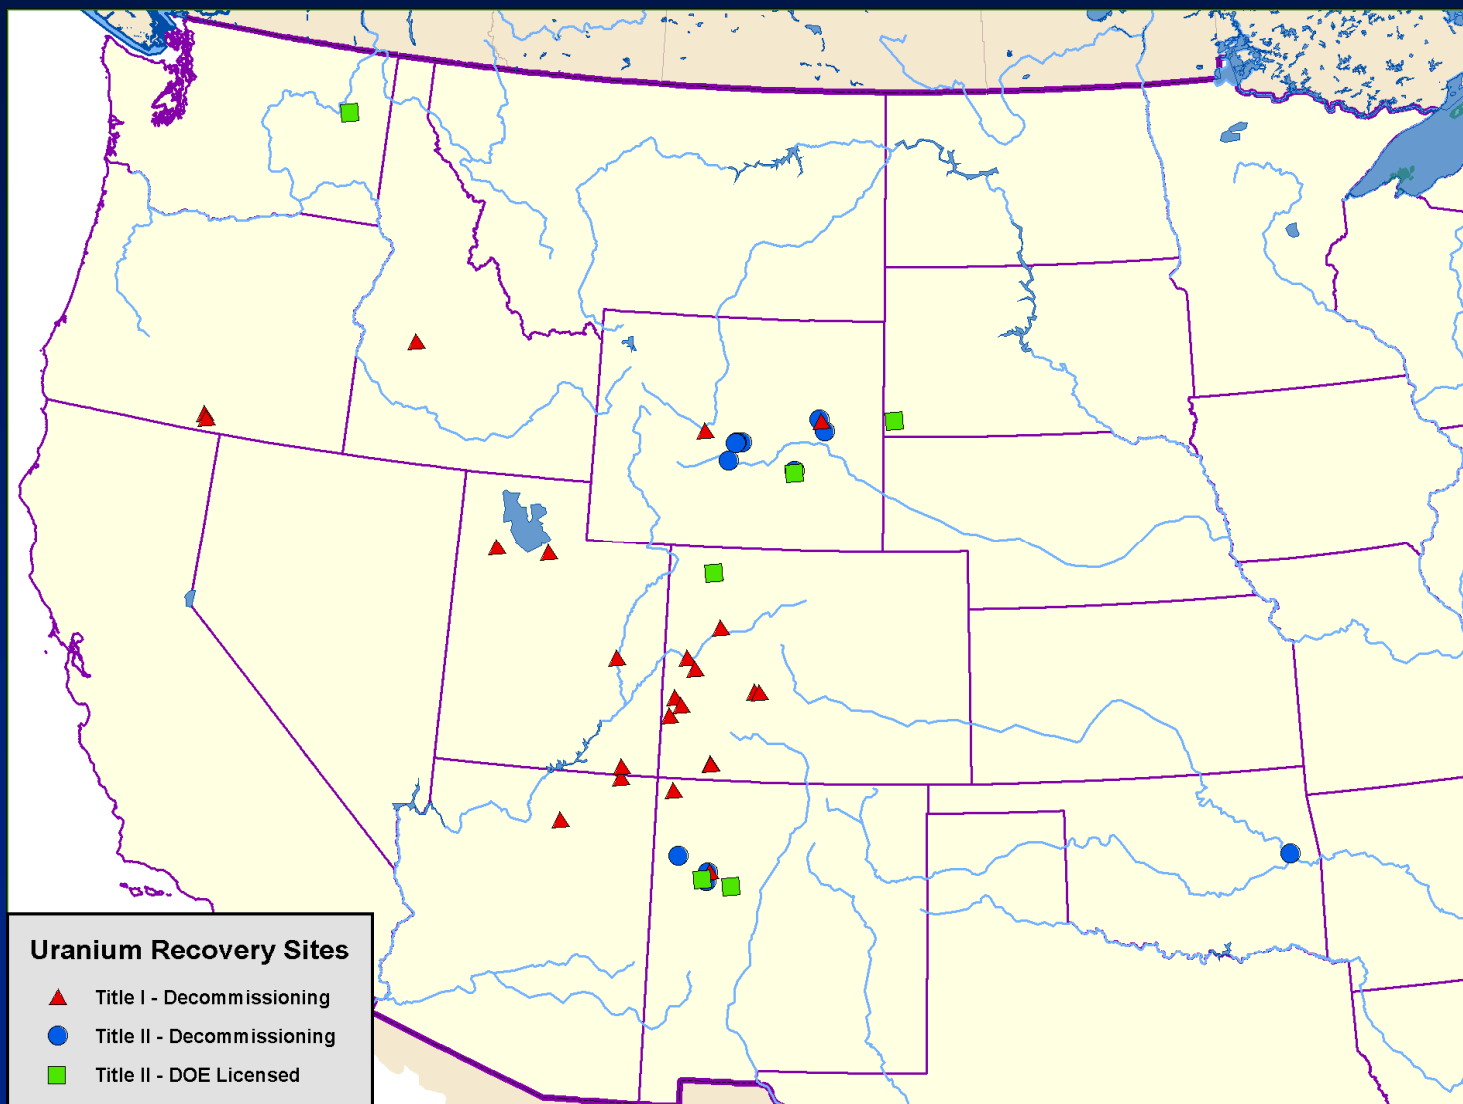 Uranium Recovery Sites
Title I - Decommissioning
Title II - Decommissioning
Title II - DOE Licensed